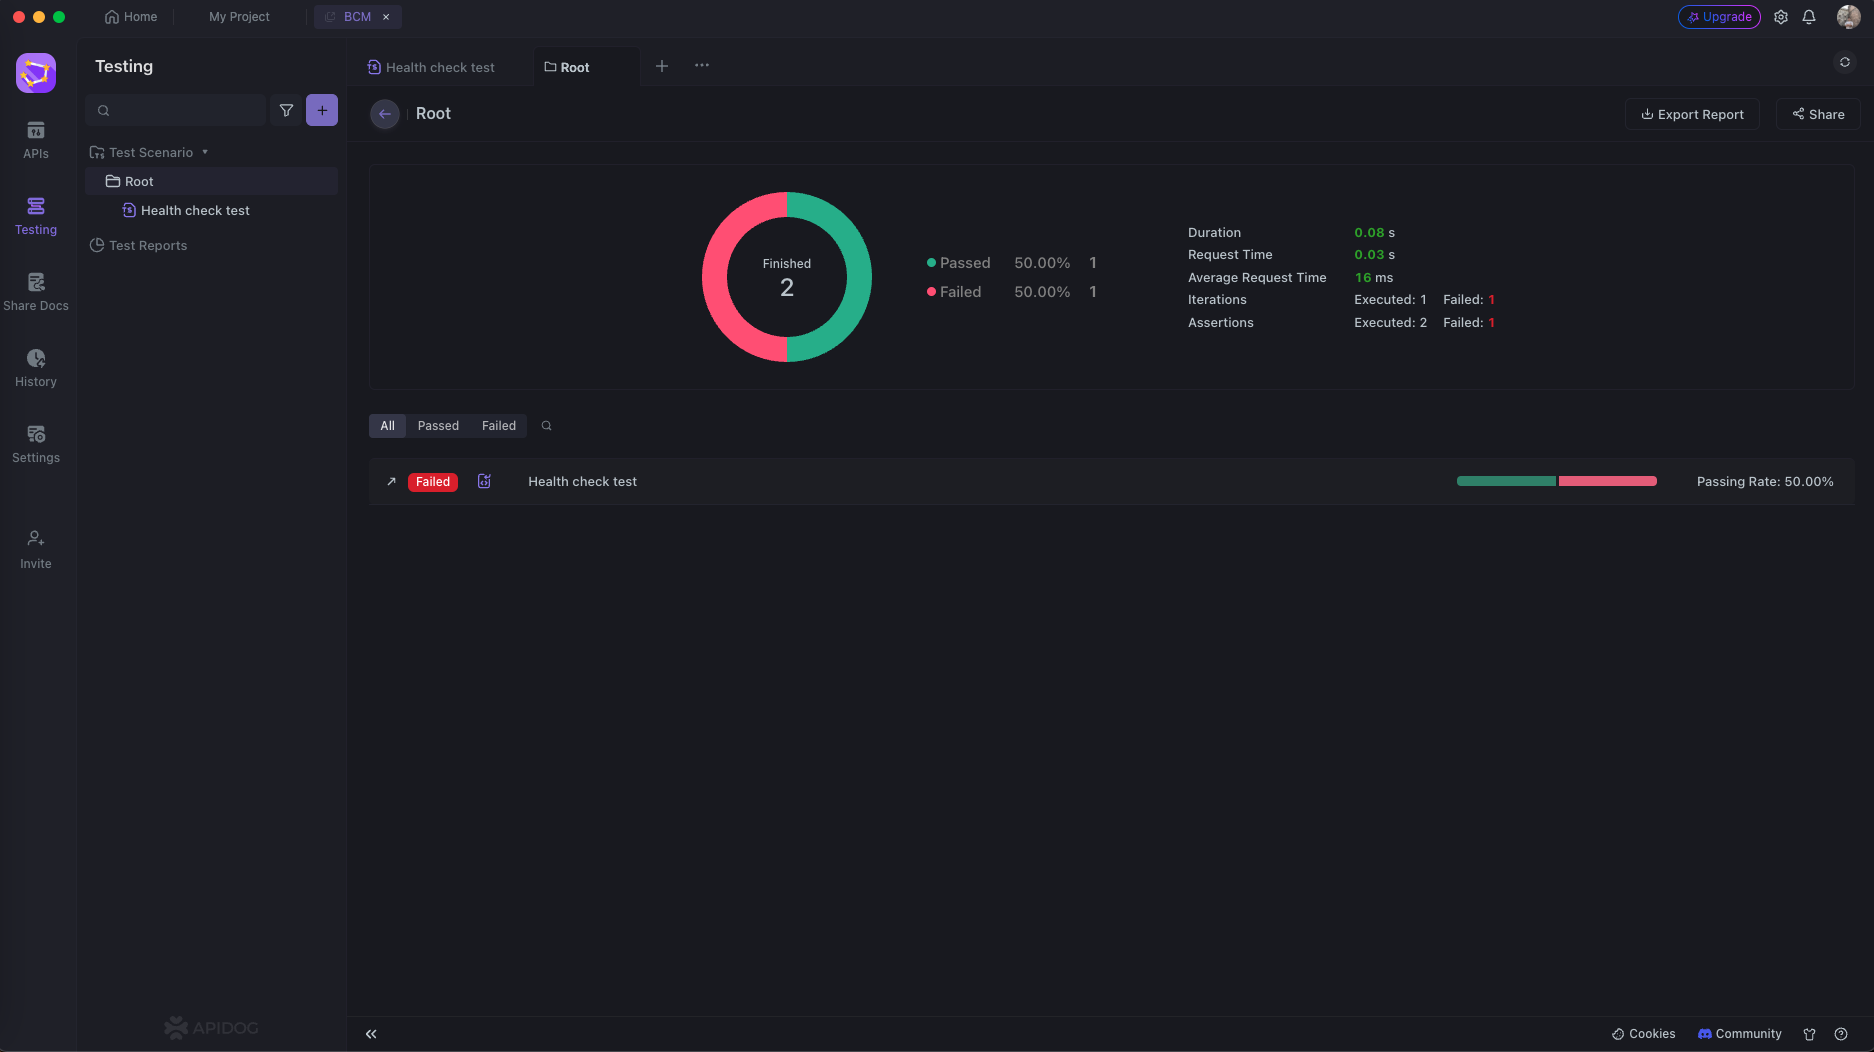 Home
My Project
BCM
Upgrade
Testing
APIs
Testing
Share Docs
History
Settings
Invite
Test Scenario
Root
Health check test
Test Reports
APIDOG
Health check test
Root
Root
Export Report
Share
Finished
2
Passed 50.00% 1
Failed 50.00% 1
Duration 0.08 s
Request Time 0.03 s
Average Request Time 16 ms
Iterations Executed: 1 Failed: 1
Assertions Executed: 2 Failed: 1
All Passed Failed
Failed Health check test Passing Rate: 50.00%
Cookies
Community